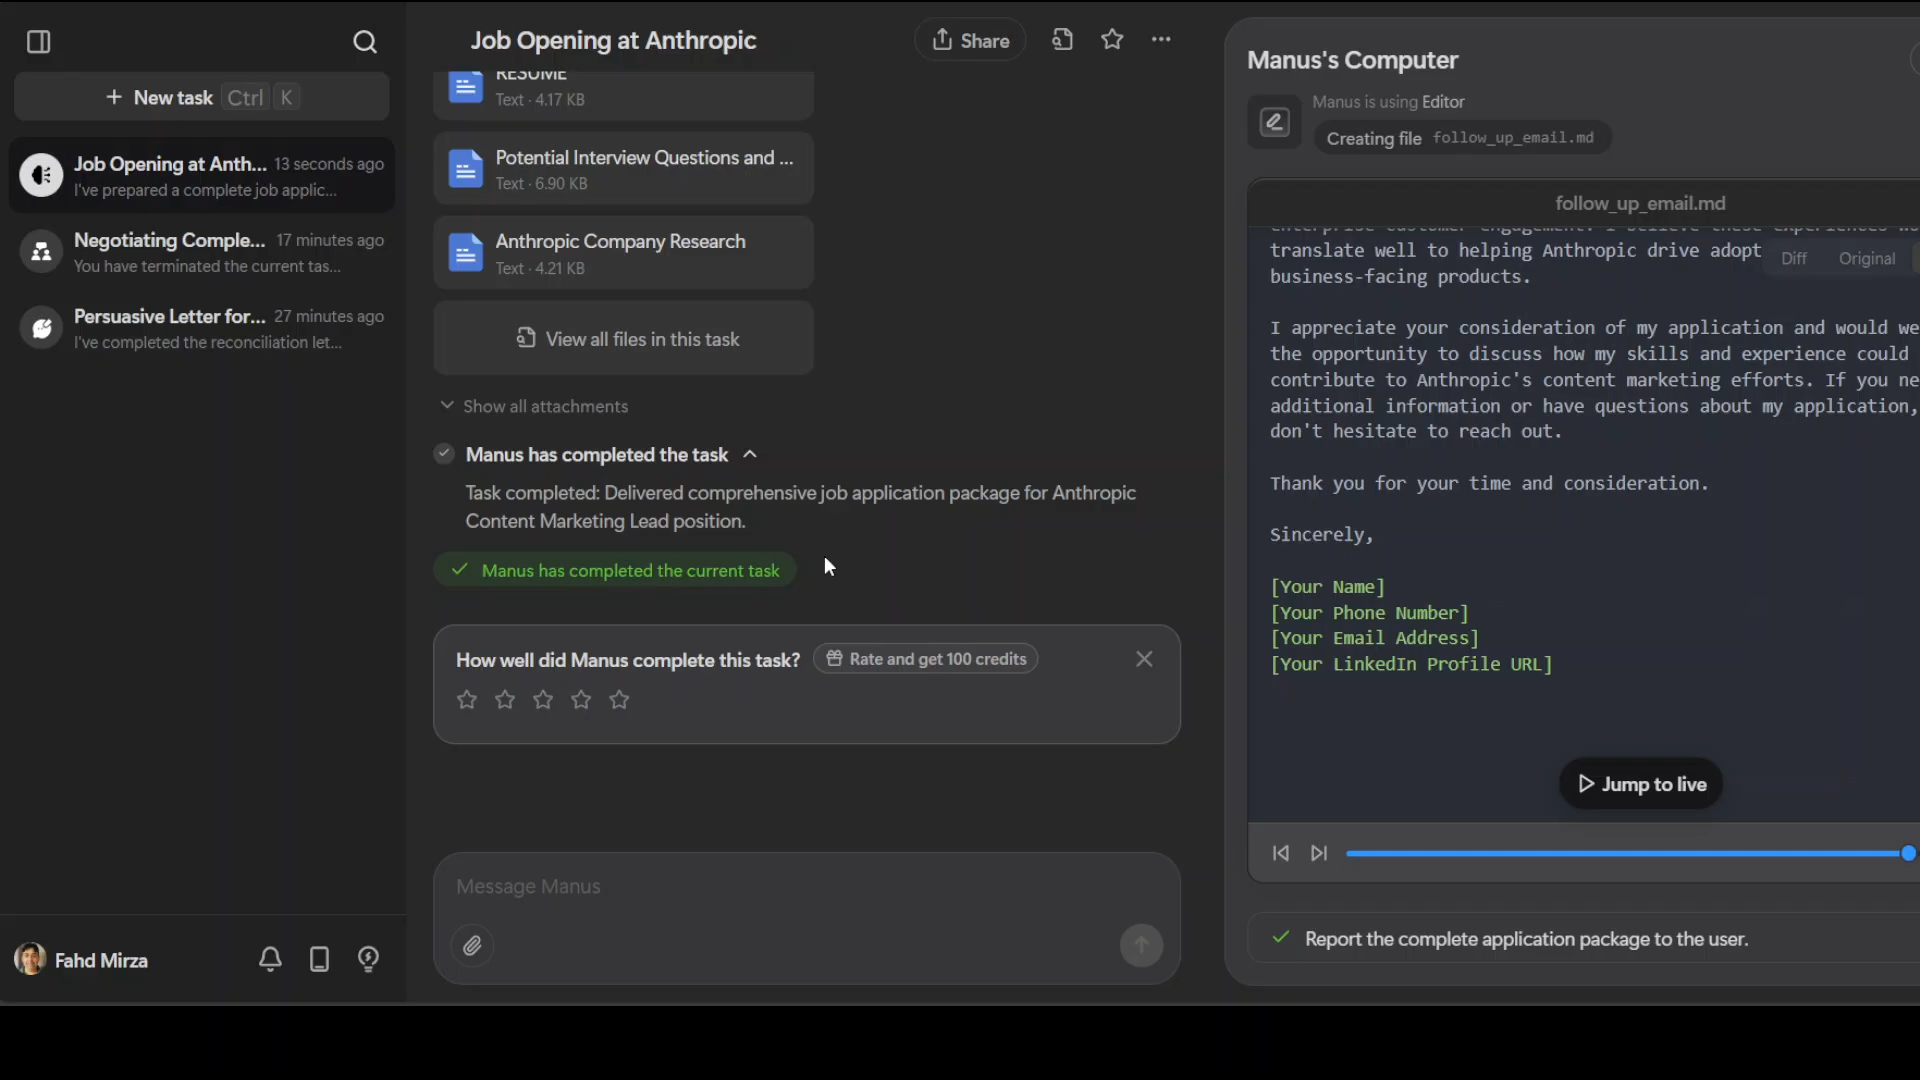 New task Ctrl K
Job Opening at Anth... 13 seconds ago
I've prepared a complete job applic...
Negotiating Comple... 17 minutes ago
You have terminated the current tas...
Persuasive Letter for... 27 minutes ago
I've completed the reconciliation let...
Fahd Mirza
Job Opening at Anthropic
Share
RESUME
Text · 4.17 KB
Potential Interview Questions and ...
Text · 6.90 KB
Anthropic Company Research
Text · 4.21 KB
View all files in this task
Show all attachments
Manus has completed the task
Task completed: Delivered comprehensive job application package for Anthropic
Content Marketing Lead position.
Manus has completed the current task
How well did Manus complete this task? Rate and get 100 credits
Message Manus
Manus's Computer
Manus is using Editor
Creating file follow_up_email.md
follow_up_email.md
Diff Original
enterprise customer engagement. I believe these experiences
translate well to helping Anthropic drive adopt
business-facing products.
I appreciate your consideration of my application and would we
the opportunity to discuss how my skills and experience could
contribute to Anthropic's content marketing efforts. If you ne
additional information or have questions about my application,
don't hesitate to reach out.
Thank you for your time and consideration.
Sincerely,
[Your Name]
[Your Phone Number]
[Your Email Address]
[Your LinkedIn Profile URL]
Jump to live
Report the complete application package to the user.